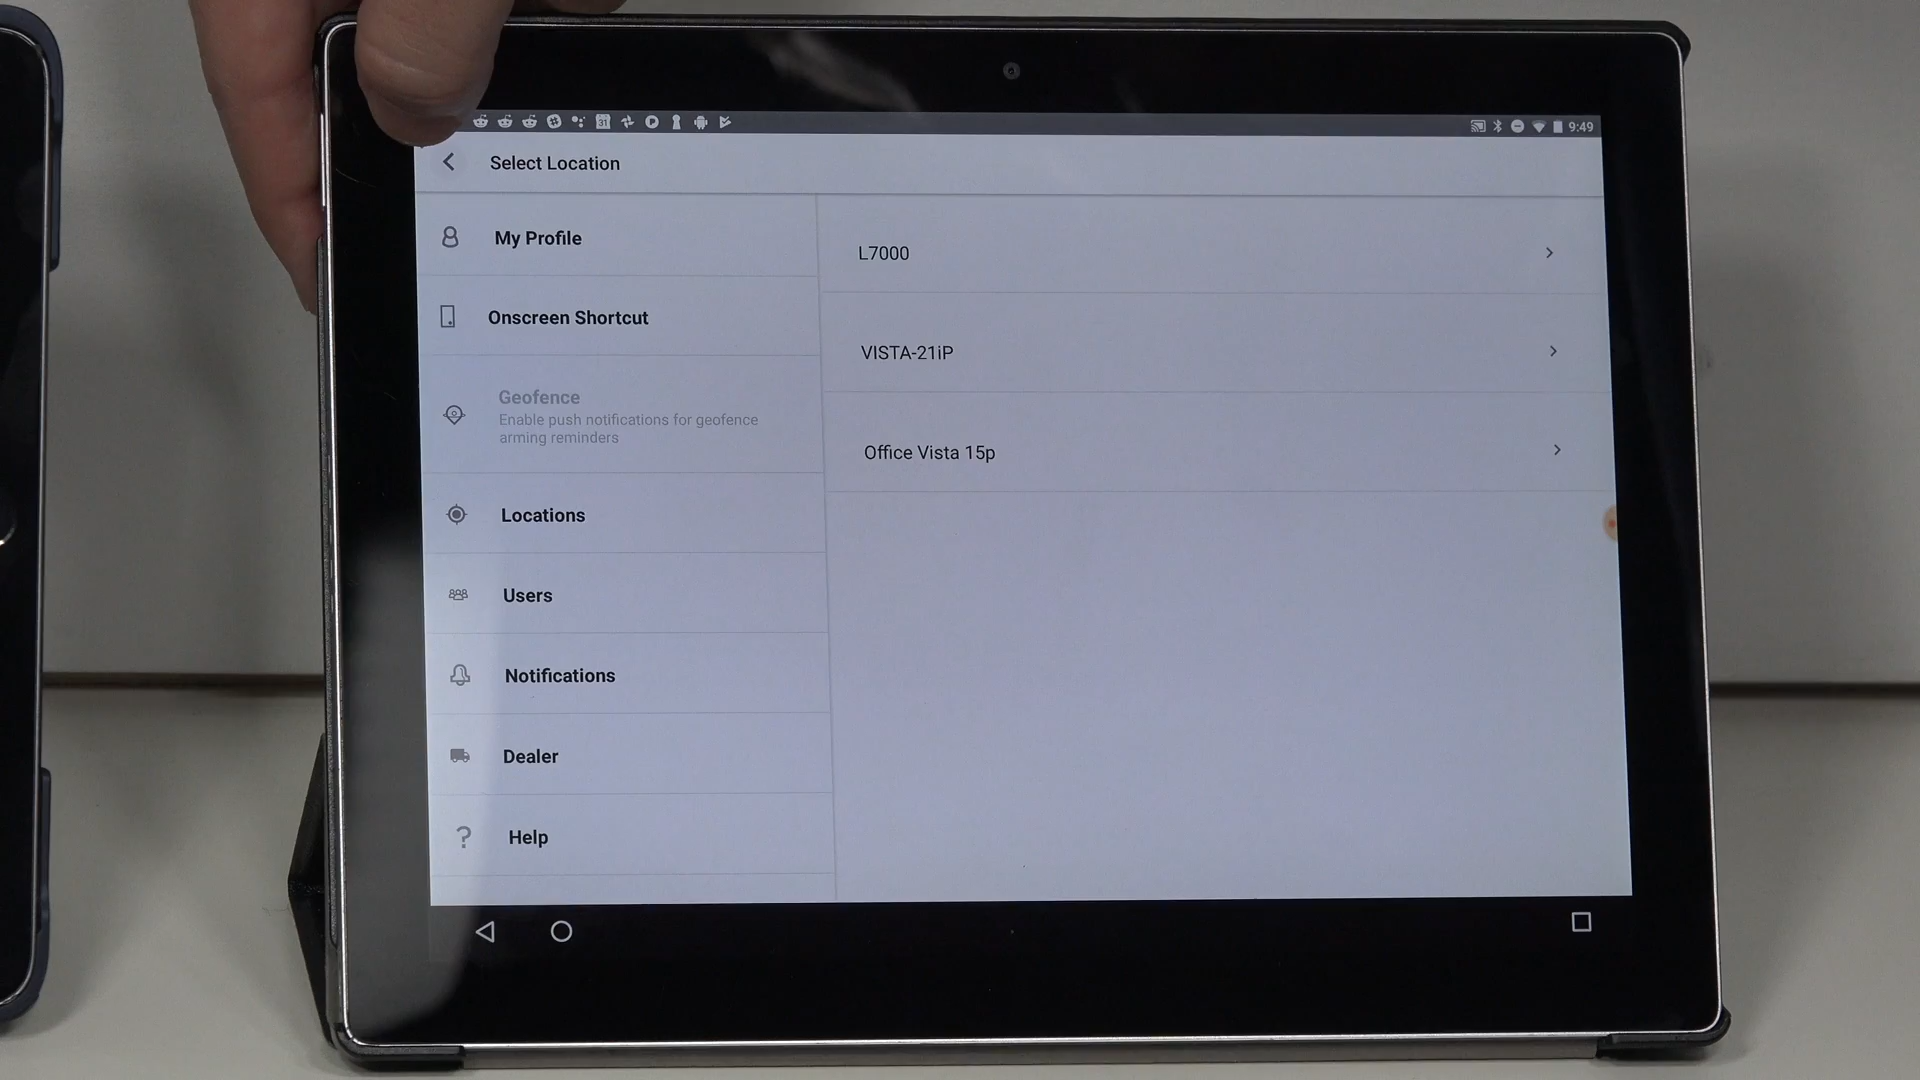 31
9:49
Select Location
My Profile
Onscreen Shortcut
Geofence
Enable push notifications for geofence
arming reminders
Locations
Users
Notifications
Dealer
? Help
L7000
VISTA-21iP
Office Vista 15p